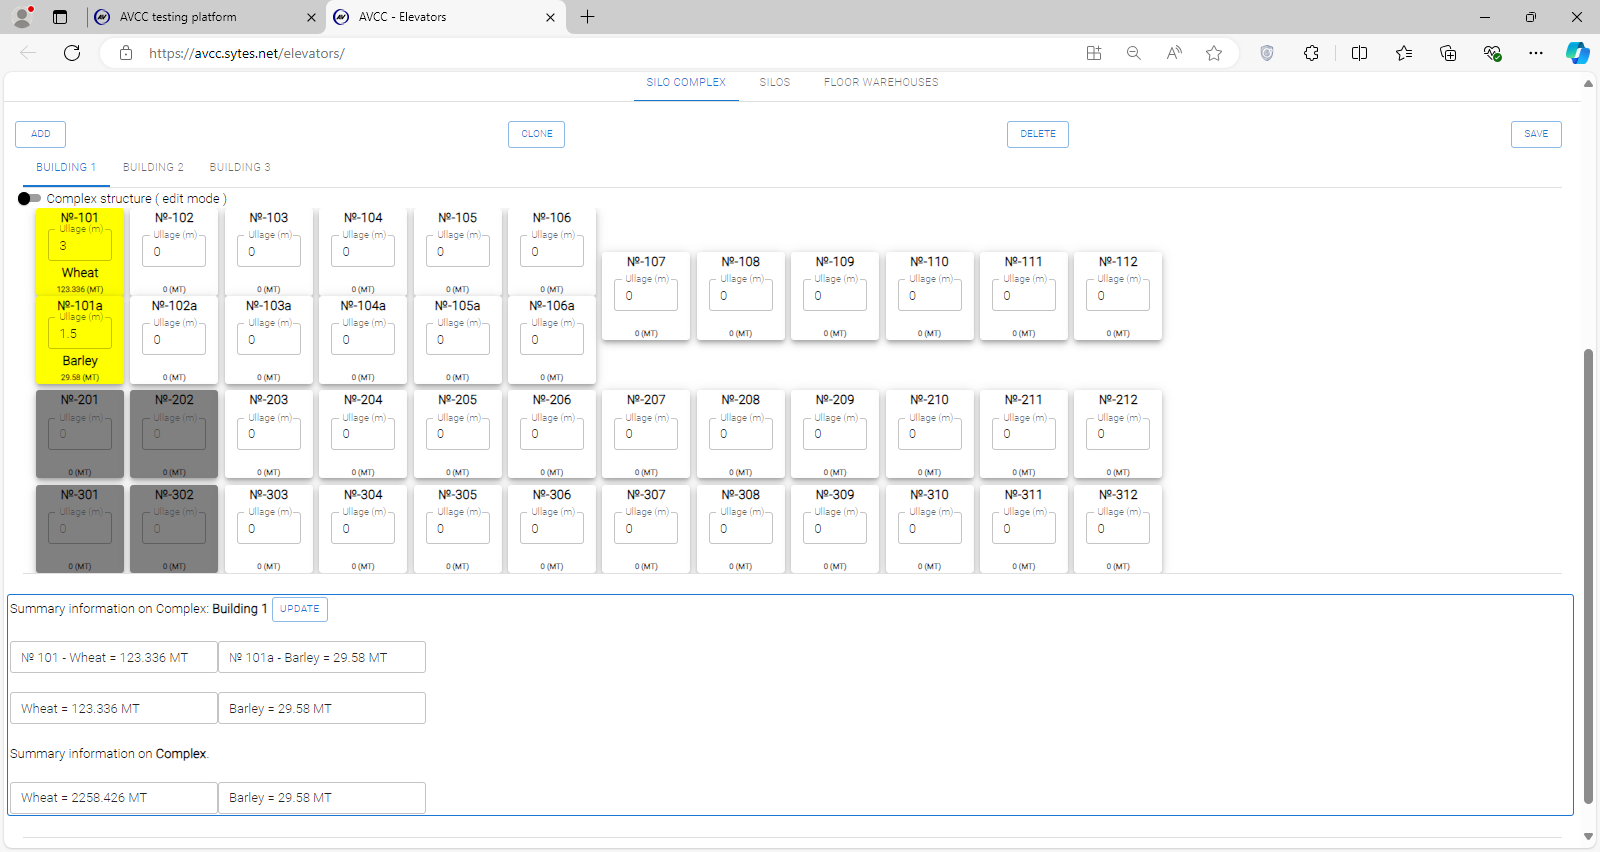 AVCC testing platform
AVCC - Elevators
https://avcc.sytes.net/elevators/
SILO COMPLEX SILOS FLOOR WAREHOUSES
ADD CLONE DELETE SAVE
BUILDING 1 BUILDING 2 BUILDING 3
Complex structure ( edit mode )
№-101 №-102 №-103 №-104 №-105 №-106
Ullage (m) Ullage (m) Ullage (m) Ullage (m) Ullage (m) Ullage (m)
3 0 0 0 0 0
Wheat
123.336 (MT) 0 (MT) 0 (MT) 0 (MT) 0 (MT) 0 (MT)
№-107 №-108 №-109 №-110 №-111 №-112
Ullage (m) Ullage (m) Ullage (m) Ullage (m) Ullage (m) Ullage (m)
0 0 0 0 0 0
0 (MT) 0 (MT) 0 (MT) 0 (MT) 0 (MT) 0 (MT)
№-101a №-102a №-103a №-104a №-105a №-106a
Ullage (m) Ullage (m) Ullage (m) Ullage (m) Ullage (m) Ullage (m)
1.5 0 0 0 0 0
Barley
29.58 (MT) 0 (MT) 0 (MT) 0 (MT) 0 (MT) 0 (MT)
№-201 №-202 №-203 №-204 №-205 №-206 №-207 №-208 №-209 №-210 №-211 №-212
Ullage (m) Ullage (m) Ullage (m) Ullage (m) Ullage (m) Ullage (m) Ullage (m) Ullage (m) Ullage (m) Ullage (m) Ullage (m) Ullage (m)
0 0 0 0 0 0 0 0 0 0 0 0
0 (MT) 0 (MT) 0 (MT) 0 (MT) 0 (MT) 0 (MT) 0 (MT) 0 (MT) 0 (MT) 0 (MT) 0 (MT) 0 (MT)
№-301 №-302 №-303 №-304 №-305 №-306 №-307 №-308 №-309 №-310 №-311 №-312
Ullage (m) Ullage (m) Ullage (m) Ullage (m) Ullage (m) Ullage (m) Ullage (m) Ullage (m) Ullage (m) Ullage (m) Ullage (m) Ullage (m)
0 0 0 0 0 0 0 0 0 0 0 0
0 (MT) 0 (MT) 0 (MT) 0 (MT) 0 (MT) 0 (MT) 0 (MT) 0 (MT) 0 (MT) 0 (MT) 0 (MT) 0 (MT)
Summary information on Complex: Building 1 UPDATE
№ 101 - Wheat = 123.336 MT № 101a - Barley = 29.58 MT
Wheat = 123.336 MT Barley = 29.58 MT
Summary information on Complex.
Wheat = 2258.426 MT Barley = 29.58 MT